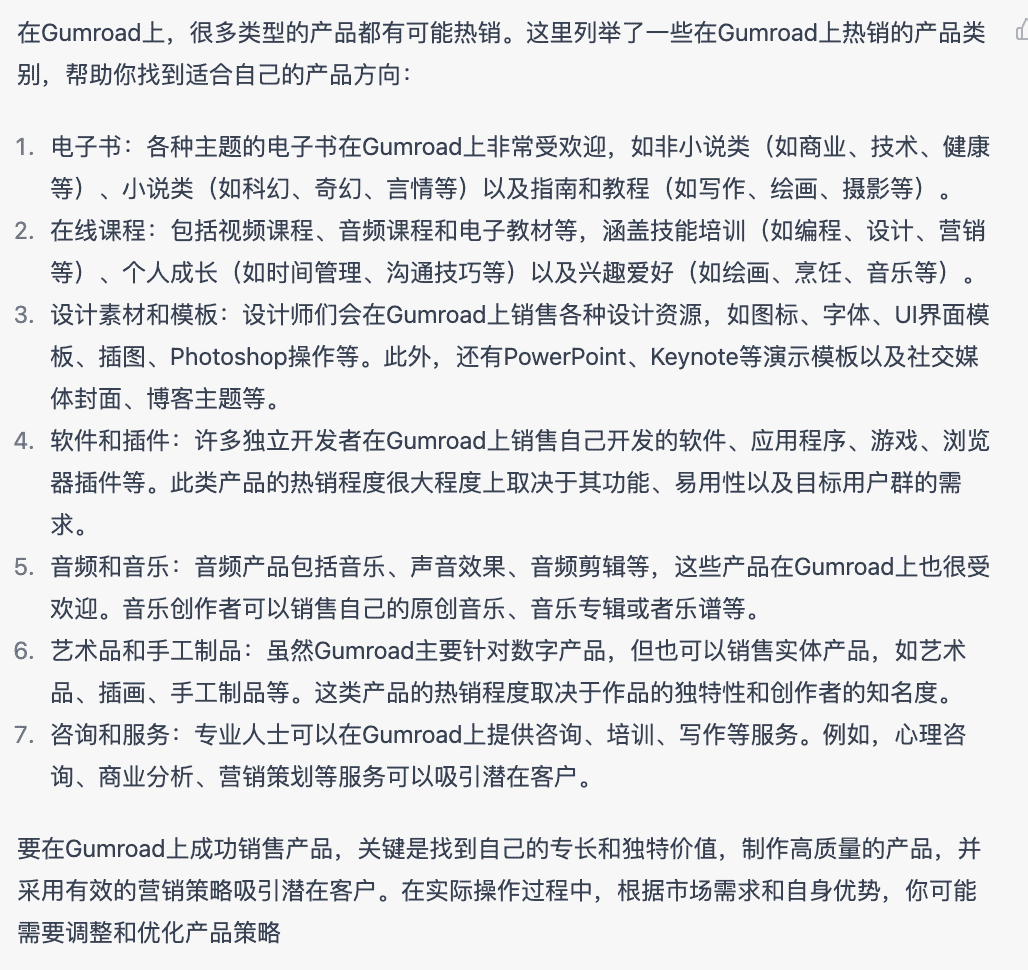 在Gumroad上，很多类型的产品都有可能热销。这里列举了一些在Gumroad上热销的产品类
别，帮助你找到适合自己的产品方向：
1. 电子书：各种主题的电子书在Gumroad上非常受欢迎，如非小说类（如商业、技术、健康
等）、小说类（如科幻、奇幻、言情等）以及指南和教程（如写作、绘画、摄影等）。
2. 在线课程：包括视频课程、音频课程和电子教材等，涵盖技能培训（如编程、设计、营销
等）、个人成长（如时间管理、沟通技巧等）以及兴趣爱好（如绘画、烹饪、音乐等）。
3. 设计素材和模板：设计师们会在Gumroad上销售各种设计资源，如图标、字体、UI界面模
板、插图、Photoshop操作等。此外，还有PowerPoint、Keynote等演示模板以及社交媒
体封面、博客主题等。
4. 软件和插件：许多独立开发者在Gumroad上销售自己开发的软件、应用程序、游戏、浏览
器插件等。此类产品的热销程度很大程度上取决于其功能、易用性以及目标用户群的需
求。
5. 音频和音乐：音频产品包括音乐、声音效果、音频剪辑等，这些产品在Gumroad上也很受
欢迎。音乐创作者可以销售自己的原创音乐、音乐专辑或者乐谱等。
6. 艺术品和手工制品：虽然Gumroad主要针对数字产品，但也可以销售实体产品，如艺术
品、插画、手工制品等。这类产品的热销程度取决于作品的独特性和创作者的知名度。
7. 咨询和服务：专业人士可以在Gumroad上提供咨询、培训、写作等服务。例如，心理咨
询、商业分析、营销策划等服务可以吸引潜在客户。
要在Gumroad上成功销售产品，关键是找到自己的专长和独特价值，制作高质量的产品，并
采用有效的营销策略吸引潜在客户。在实际操作过程中，根据市场需求和自身优势，你可能
需要调整和优化产品策略